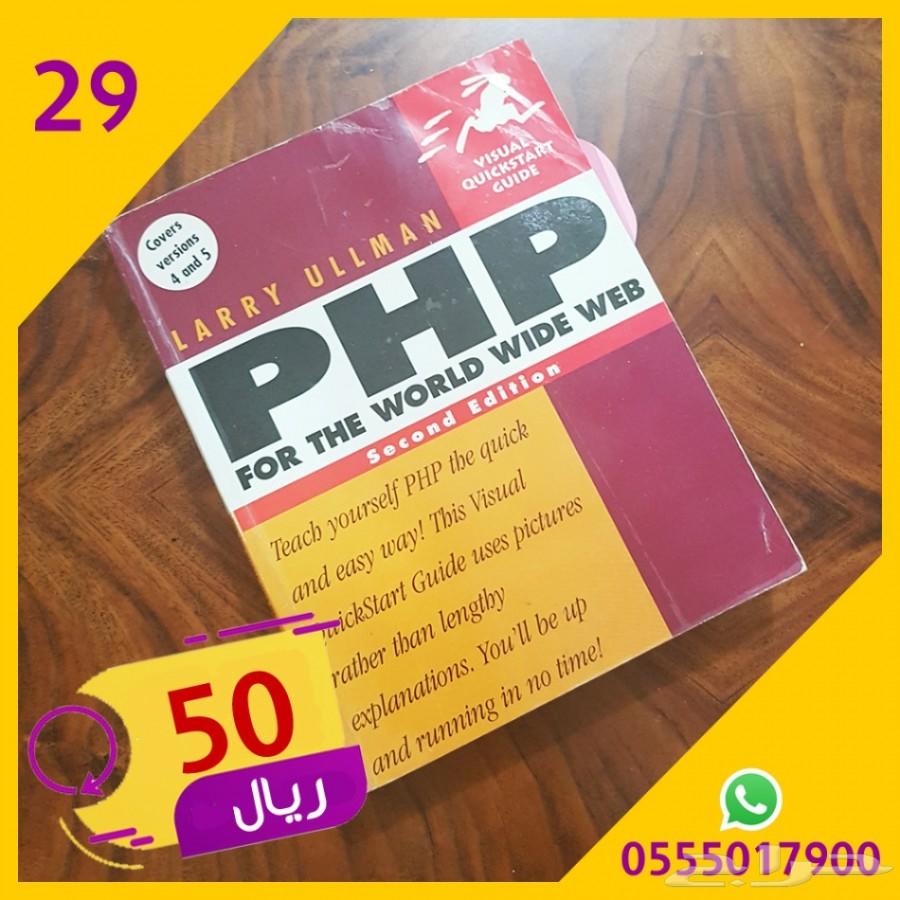 29
VISUAL
QUICKSTART
GUIDE
Covers
versions
4 and 5
LARRY ULLMAN
PHP
FOR THE WORLD WIDE WEB
Second Edition
Teach yourself PHP the quick
and easy way! This Visual
QuickStart Guide uses pictures
rather than lengthy
explanations. You'll be up
and running in no time!
50
ريال
0555017900
حراج